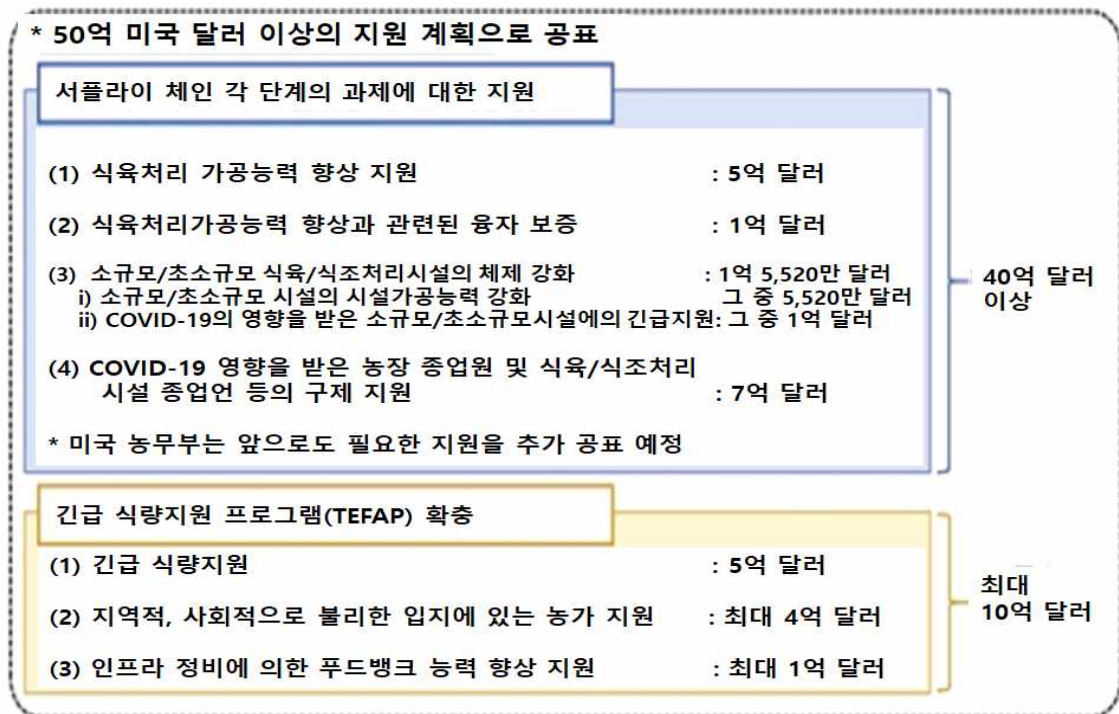 * 50억 미국 달러 이상의 지원 계획으로 공표
서플라이 체인 각 단계의 과제에 대한 지원
(1) 식육처리 가공능력 향상 지원 : 5억 달러
(2) 식육처리가공능력 향상과 관련된 융자 보증 : 1억 달러
(3) 소규모/초소규모 식육/식조처리시설의 체제 강화 : 1억 5,520만 달러
i) 소규모/초소규모 시설의 시설가공능력 강화 그 중 5,520만 달러
ii) COVID-19의 영향을 받은 소규모/초소규모시설에의 긴급지원: 그 중 1억 달러
(4) COVID-19 영향을 받은 농장 종업원 및 식육/식조처리
시설 종업언 등의 구제 지원 : 7억 달러
* 미국 농무부는 앞으로도 필요한 지원을 추가 공표 예정
40억 달러
이상
긴급 식량지원 프로그램(TEFAP) 확충
(1) 긴급 식량지원 : 5억 달러
(2) 지역적, 사회적으로 불리한 입지에 있는 농가 지원 : 최대 4억 달러
(3) 인프라 정비에 의한 푸드뱅크 능력 향상 지원 : 최대 1억 달러
최대
10억 달러